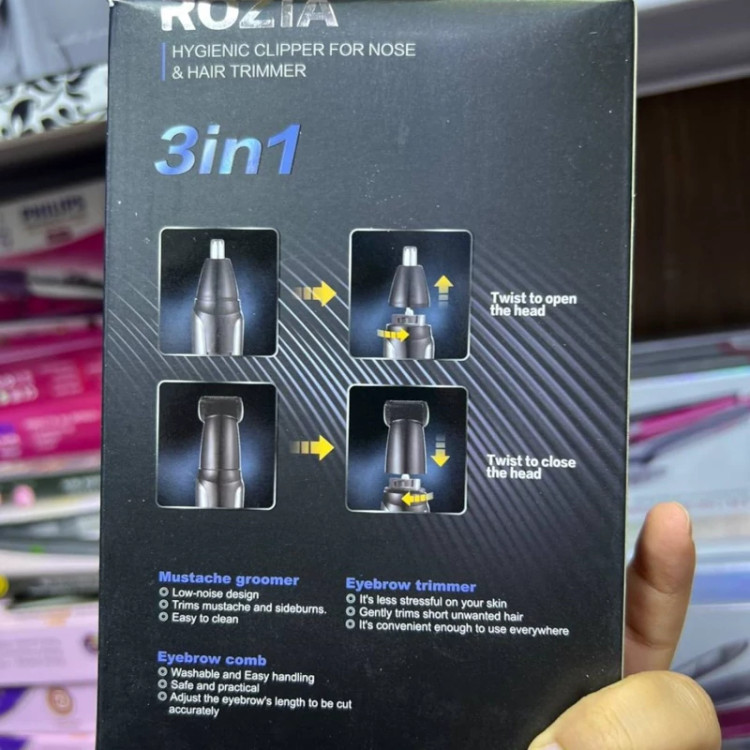 ROZIA
HYGIENIC CLIPPER FOR NOSE
& HAIR TRIMMER
3in1
PHILIPS
Twist to open
the head
Twist to close
the head
Mustache groomer
Low-noise design
Trims mustache and sideburns.
Easy to clean
Eyebrow trimmer
It's less stressful on your skin
Gently trims short unwanted hair
It's convenient enough to use everywhere
Eyebrow comb
Washable and Easy handling
Safe and practical
Adjust the eyebrow's length to be cut
accurately